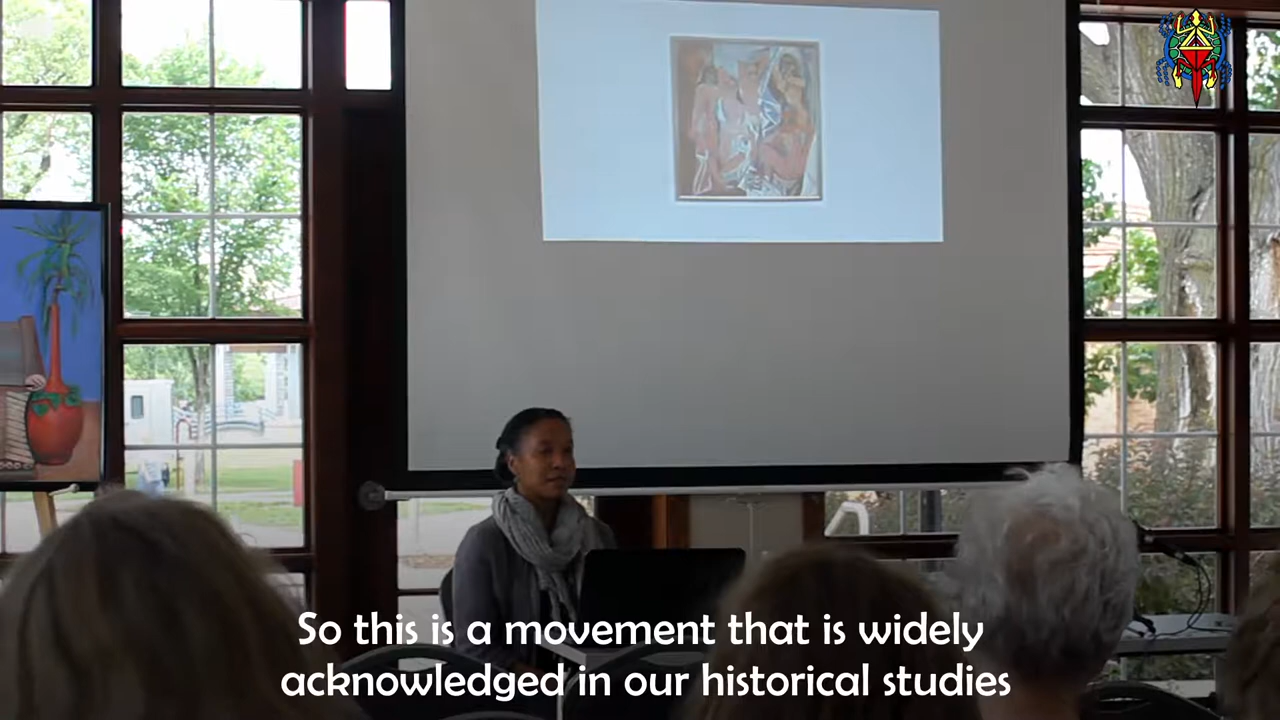 So this is a movement that is widely
acknowledged in our historical studies